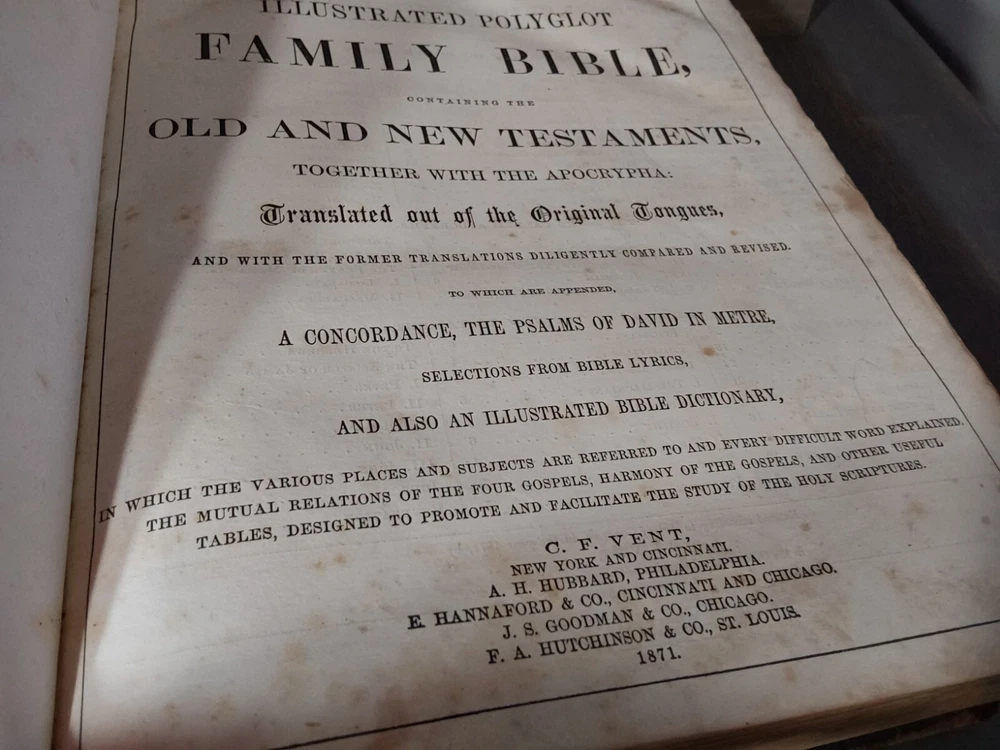 ILLUSTRATED POLYGLOT
FAMILY BIBLE,
CONTAINING THE
OLD AND NEW TESTAMENTS,
TOGETHER WITH THE APOCRYPHA:
Translated out of the Original Tongues,
AND WITH THE FORMER TRANSLATIONS DILIGENTLY COMPARED AND REVISED.
TO WHICH ARE APPENDED,
A CONCORDANCE, THE PSALMS OF DAVID IN METRE,
SELECTIONS FROM BIBLE LYRICS,
AND ALSO AN ILLUSTRATED BIBLE DICTIONARY,
IN WHICH THE VARIOUS PLACES AND SUBJECTS ARE REFERRED TO AND EVERY DIFFICULT WORD EXPLAINED.
THE MUTUAL RELATIONS OF THE FOUR GOSPELS, HARMONY OF THE GOSPELS, AND OTHER USEFUL
TABLES, DESIGNED TO PROMOTE AND FACILITATE THE STUDY OF THE HOLY SCRIPTURES.
C. F. VENT,
NEW YORK AND CINCINNATI.
A. H. HUBBARD, PHILADELPHIA.
E. HANNAFORD & CO., CINCINNATI AND CHICAGO.
J. S. GOODMAN & CO., CHICAGO.
F. A. HUTCHINSON & CO., ST. LOUIS.
1871.